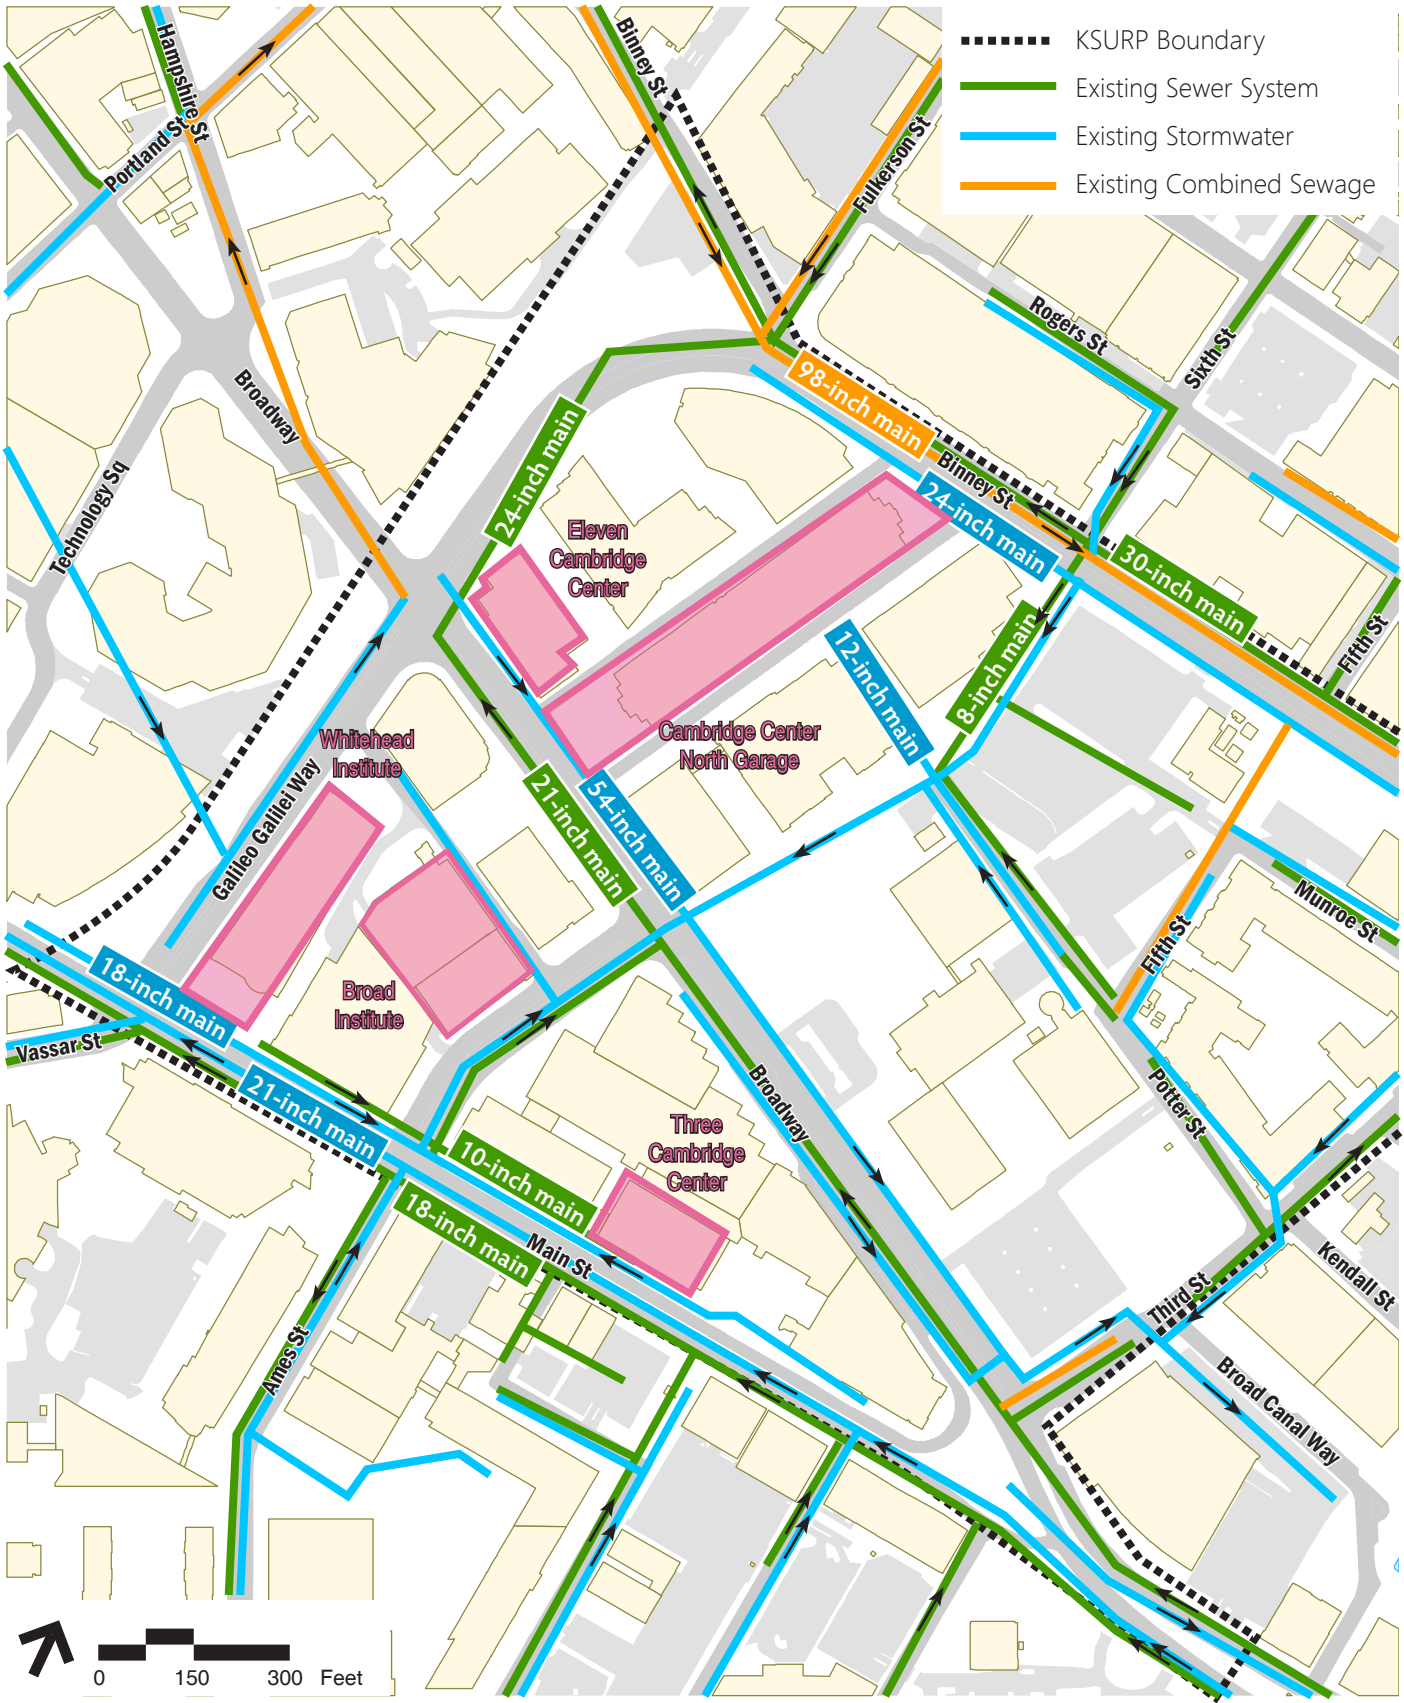 KSURP Boundary
Existing Sewer System
Existing Stormwater
Existing Combined Sewage
Hampshire St
Portland St
Binney St
Fulkerson St
Rogers St
Sixth St
Broadway
Technology Sq
98-inch main
Binney St
24-inch main
24-inch main
30-inch main
Fifth St
Eleven
Cambridge
Center
8-inch main
12-inch main
Cambridge Center
North Garage
Whitehead
Institute
Galileo Galilei Way
21-inch main
54-inch main
Munroe St
Fifth St
18-inch main
Broad
Institute
Vassar St
21-inch main
Broadway
Potter St
Three
Cambridge
Center
10-inch main
18-inch main
Main St
Kendall St
Third St
Ames St
Broad Canal Way
0 150 300 Feet